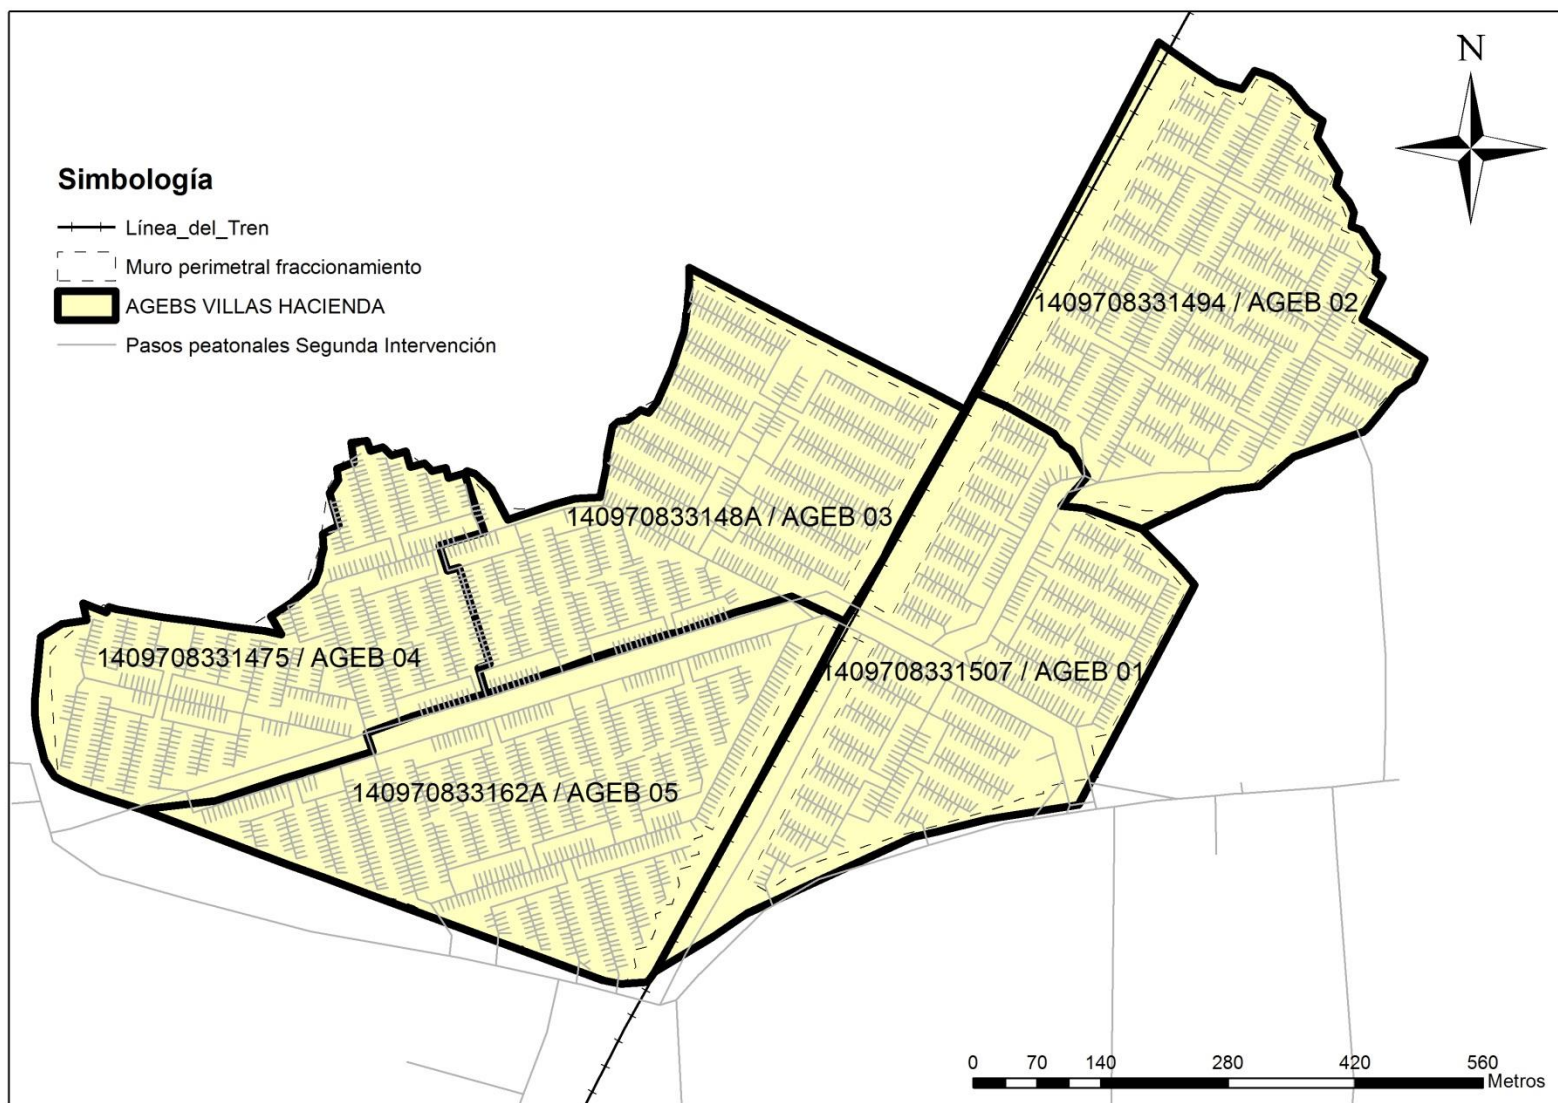 N
Simbología
Línea_del_Tren
Muro perimetral fraccionamiento
AGEBS VILLAS HACIENDA
Pasos peatonales Segunda Intervención
1409708331494 / AGEB 02
140970833148A / AGEB 03
1409708331475 / AGEB 04
1409708331507 / AGEB 01
140970833162A / AGEB 05
0 70 140 280 420 560
Metros